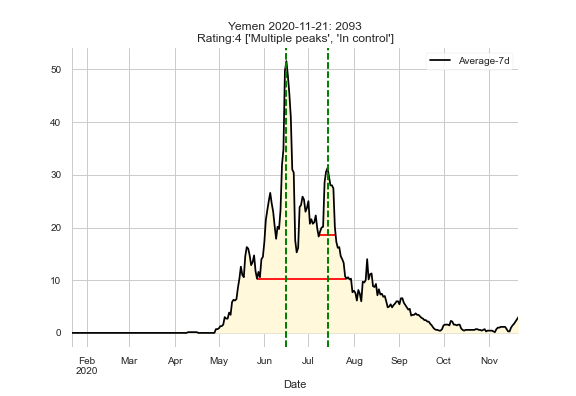 Yemen 2020-11-21: 2093
Rating:4 ['Multiple peaks', 'In control']
Average-7d
50
40
30
20
10
0
Feb Mar Apr May Jun Jul Aug Sep Oct Nov
2020
Date